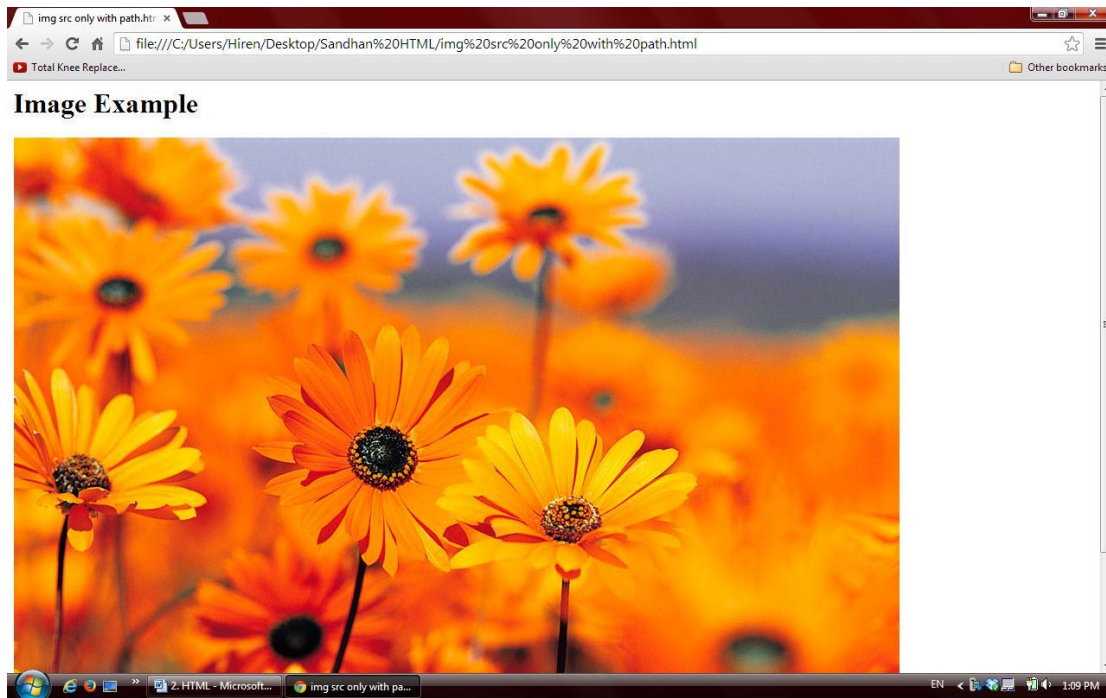 img src only with path.htm
file:///C:/Users/Hiren/Desktop/Sandhan%20HTML/img%20src%20only%20with%20path.html
Total Knee Replace...
Other bookmarks
Image Example
2. HTML - Microsoft...
img src only with pa...
EN
1:09 PM